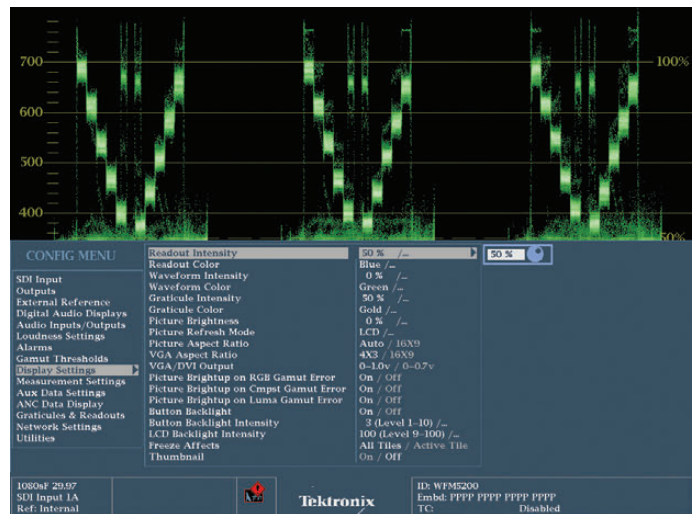 700
600
500
400
100%
50%
CONFIG MENU
SDI Input
Outputs
External Reference
Digital Audio Displays
Audio Inputs/Outputs
Loudness Settings
Alarms
Gamut Thresholds
Display Settings
Measurement Settings
Aux Data Settings
ANC Data Display
Graticules & Readouts
Network Settings
Utilities
Readout Intensity 50 % /... 50 %
Readout Color Blue /...
Waveform Intensity 0 % /...
Waveform Color Green /...
Graticule Intensity 50 % /...
Graticule Color Gold /...
Picture Brightness 0 % /...
Picture Refresh Mode LCD /...
Picture Aspect Ratio Auto / 16X9
VGA Aspect Ratio 4X3 / 16X9
VGA/DVI Output 0-1.0v / 0-0.7v
Picture Brightup on RGB Gamut Error On / Off
Picture Brightup on Cmpst Gamut Error On / Off
Picture Brightup on Luma Gamut Error On / Off
Button Backlight On / Off
Button Backlight Intensity 3 (Level 1-10) /...
LCD Backlight Intensity 100 (Level 9-100) /...
Freeze Affects All Tiles / Active Tile
Thumbnail On / Off
1080sF 29.97
SDI Input 1A
Ref: Internal
Tektronix
ID: WFM5200
Embd: PPPP PPPP PPPP PPPP
TC: Disabled